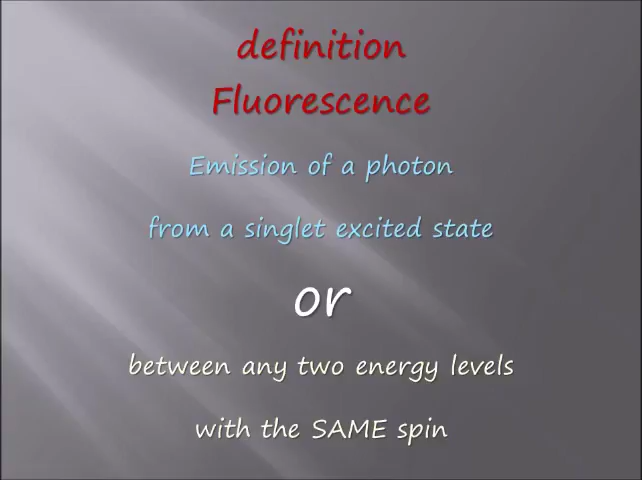 definition
Fluorescence
Emission of a photon
from a singlet excited state
or
between any two energy levels
with the SAME spin